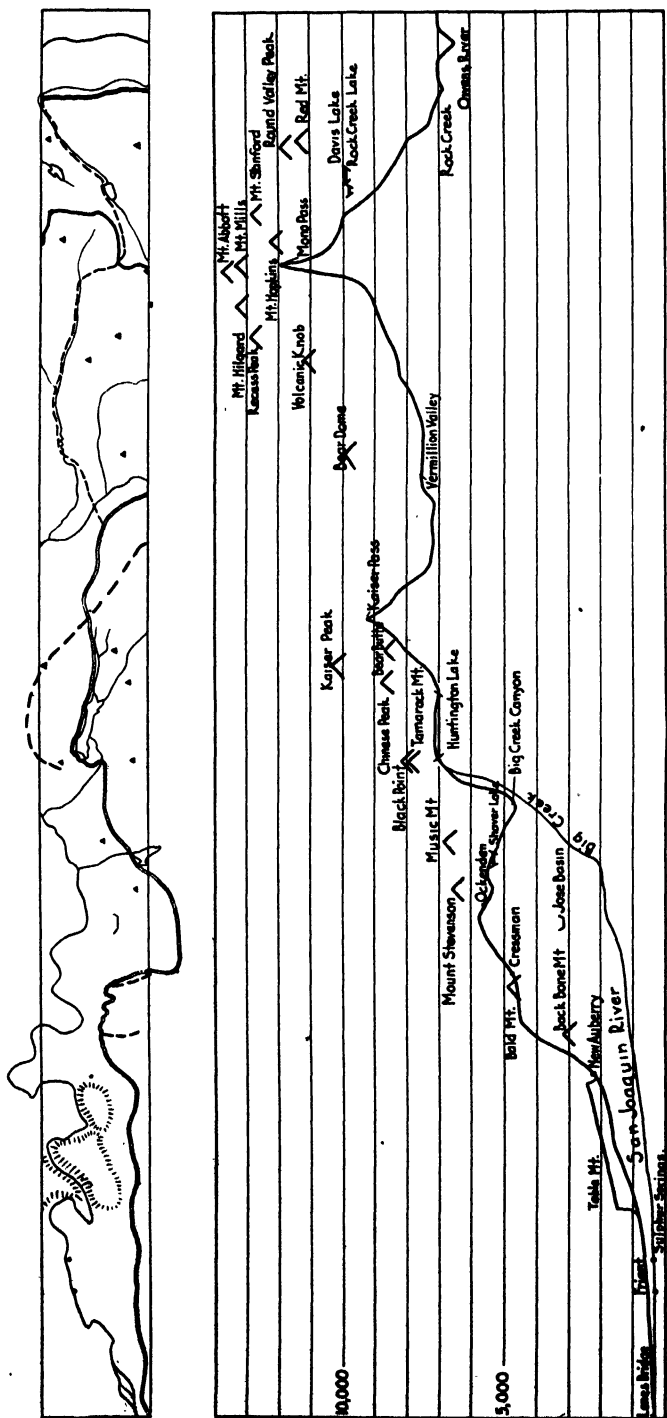 Round Valley Peak
Red Mt.
Davis Lake
Rock Creek Lake
Owens River
Rock Creek
Mt. Stanford
Mt. Abbott
Mt. Mills
Mono Pass
Mt. Hopkins
Mt. Hilgard
Recess Peak
Volcanic Knob
Bear Dome
Vermillion Valley
Kaiser Pass
Kaiser Peak
Bear Butte
Chinese Peak
Tamarack Mt.
Huntington Lake
Black Point
Big Creek Canyon
Music Mt
Shaver Lake
Big Creek
Ockenden
Jose Basin
Mount Stevenson
Cressman
Bald Mt.
Back Bone Mt
New Auberry
San Joaquin River
Table Mt.
Sulphur Springs.
Friant
Lanes Bridge
10,000
5,000